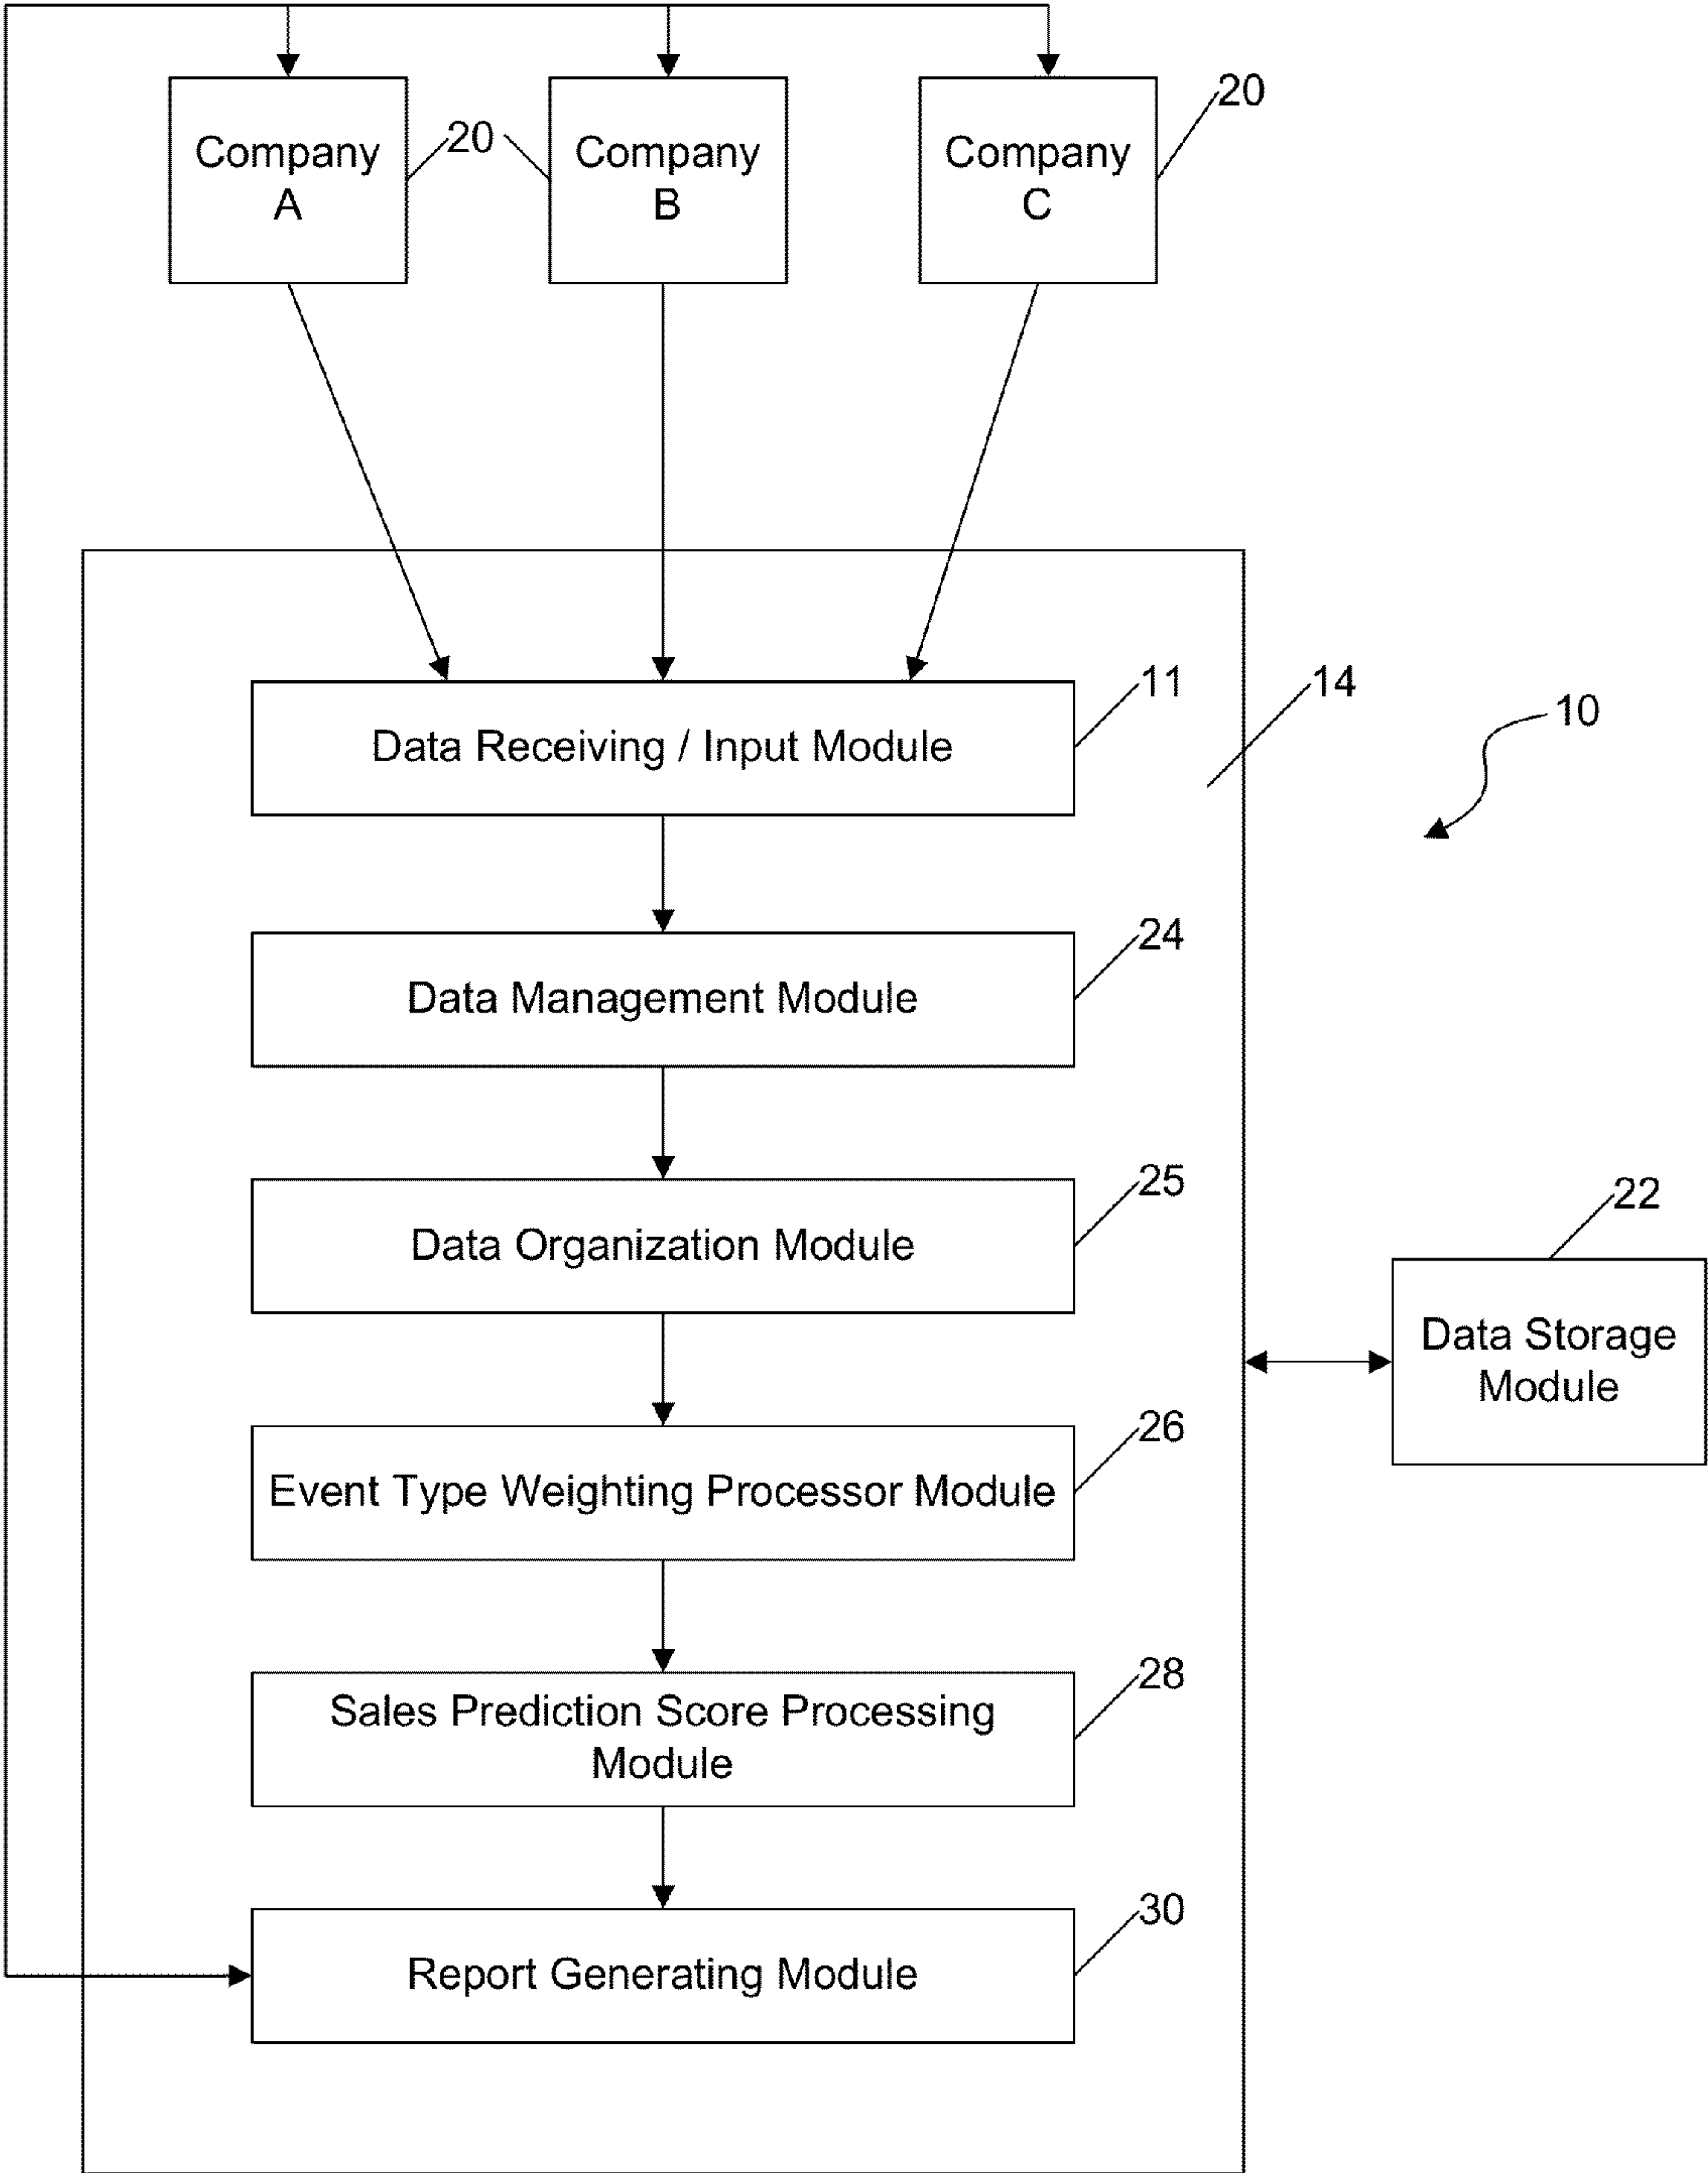 Company
A
20
Company
B
Company
C
20
Data Receiving / Input Module
11
14
10
Data Management Module
24
Data Organization Module
25
22
Data Storage
Module
Event Type Weighting Processor Module
26
Sales Prediction Score Processing
Module
28
Report Generating Module
30